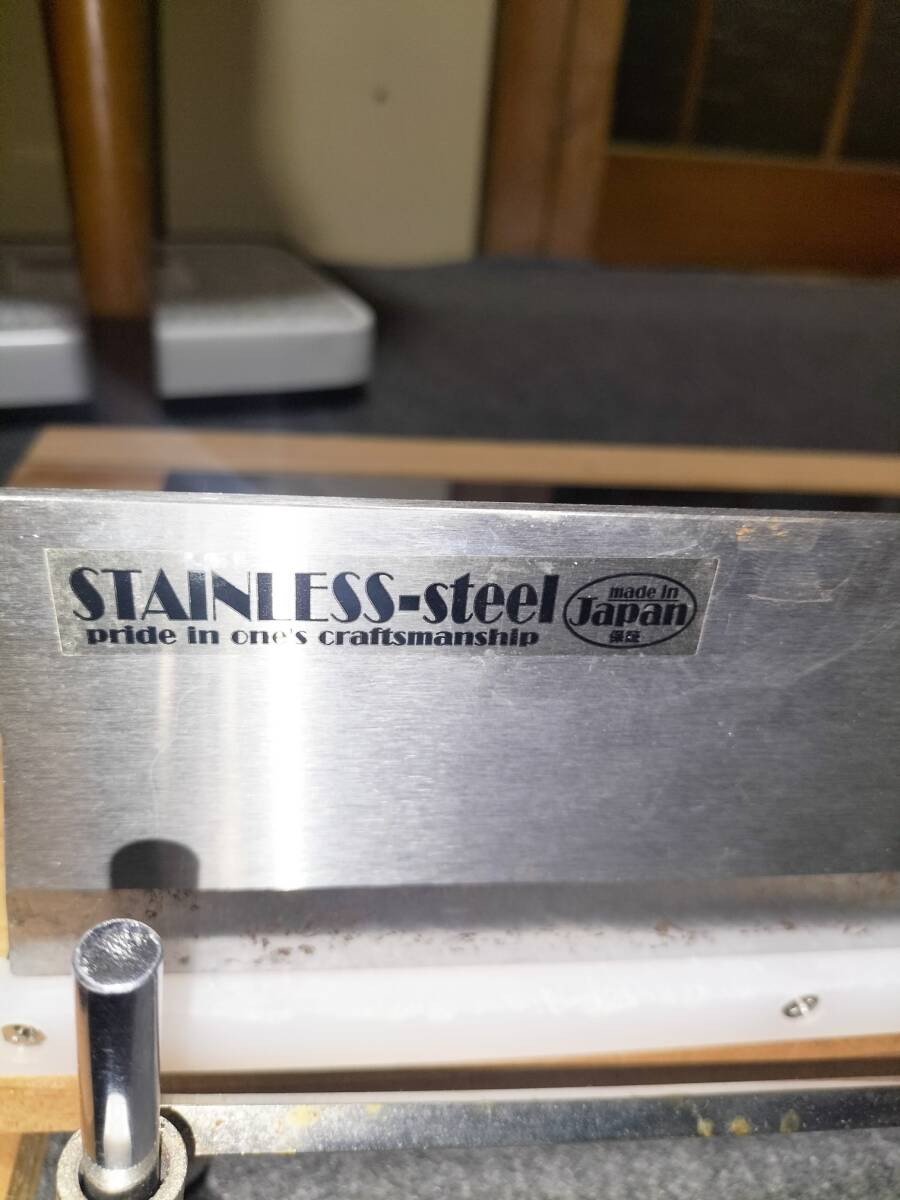 STAINLESS-steel
pride in one's craftsmanship
made in
Japan
保証